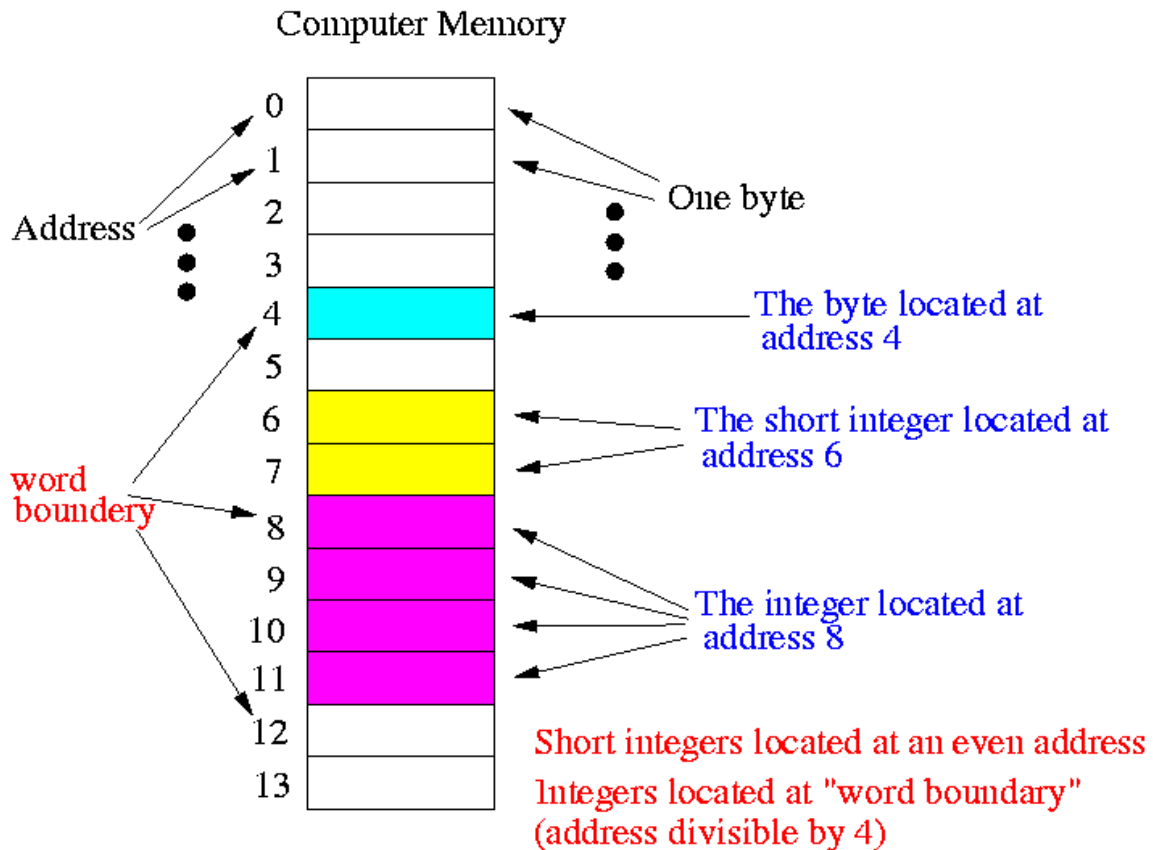 Computer Memory
0
1
2
3
4
5
6
7
8
9
10
11
12
13
Address
word
boundery
One byte
The byte located at
address 4
The short integer located at
address 6
The integer located at
address 8
Short integers located at an even address
Integers located at "word boundary"
(address divisible by 4)